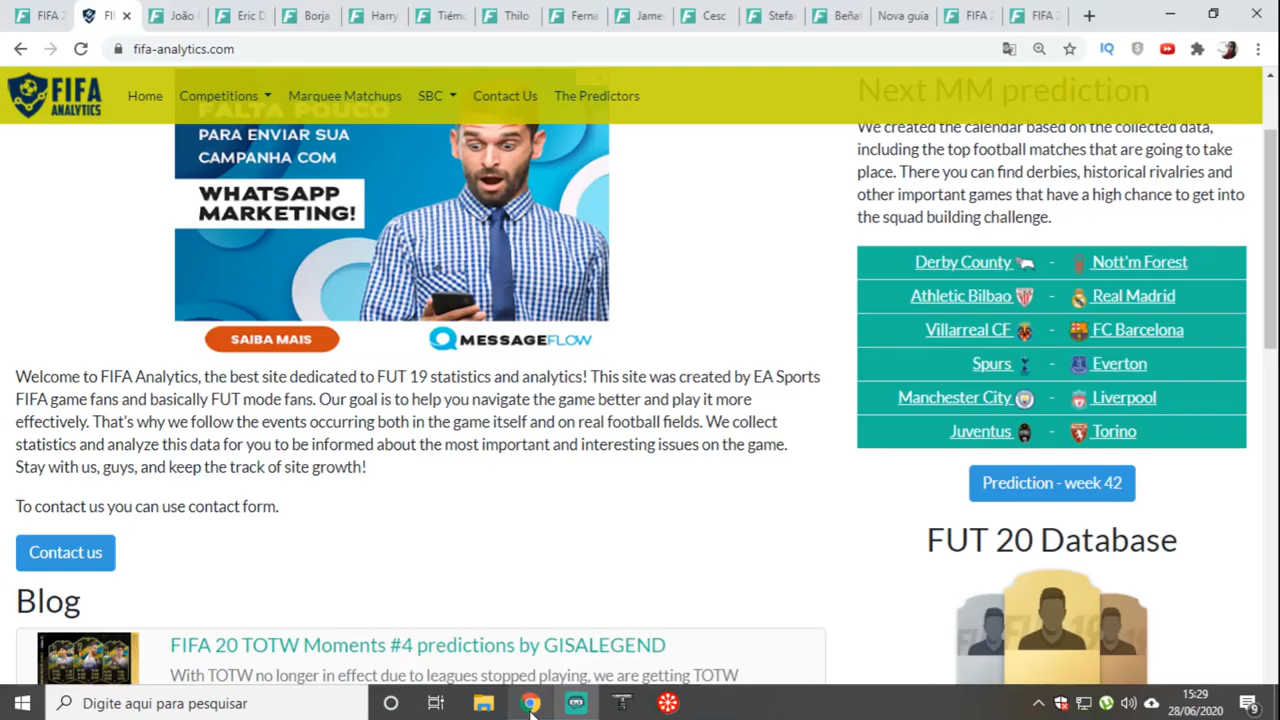 FIFA 2
FI
João
Eric D
Borja
Harry
Tiémo
Thilo
Ferna
Jame
Cesc
Stefa
Beña
Nova guia
FIFA 2
FIFA 2
fifa-analytics.com
IQ
FIFA
ANALYTICS
Home
Competitions
Marquee Matchups
SBC
Contact Us
The Predictors
FALTA POUCO
PARA ENVIAR SUA
CAMPANHA COM
WHATSAPP
MARKETING!
SAIBA MAIS
MESSAGEFLOW
Welcome to FIFA Analytics, the best site dedicated to FUT 19 statistics and analytics! This site was created by EA Sports
FIFA game fans and basically FUT mode fans. Our goal is to help you navigate the game better and play it more
effectively. That's why we follow the events occurring both in the game itself and on real football fields. We collect
statistics and analyze this data for you to be informed about the most important and interesting issues on the game.
Stay with us, guys, and keep the track of site growth!
To contact us you can use contact form.
Contact us
Blog
FIFA 20 TOTW Moments #4 predictions by GISALEGEND
With TOTW no longer in effect due to leagues stopped playing, we are getting TOTW
Next MM prediction
We created the calendar based on the collected data,
including the top football matches that are going to take
place. There you can find derbies, historical rivalries and
other important games that have a high chance to get into
the squad building challenge.
Derby County - Nott'm Forest
Athletic Bilbao - Real Madrid
Villarreal CF - FC Barcelona
Spurs - Everton
Manchester City - Liverpool
Juventus - Torino
Prediction - week 42
FUT 20 Database
Digite aqui para pesquisar
15:29
28/06/2020
9